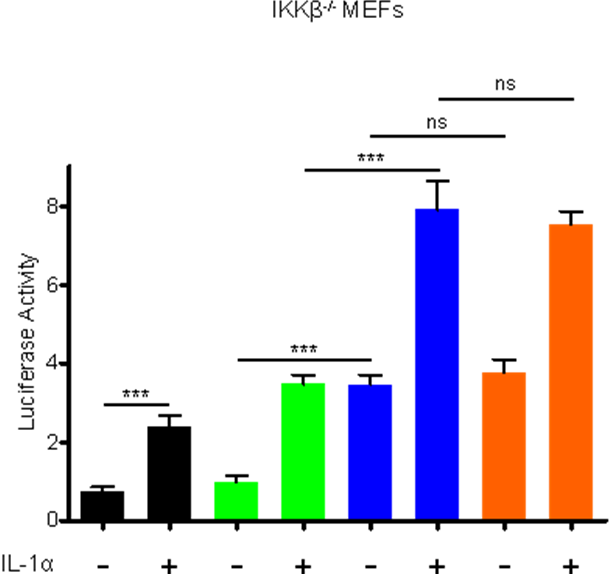 IKKβ-/- MEFs
ns
ns
***
8
6
Luciferase Activity
***
4
***
2
0
IL-1α - + - + - + - +